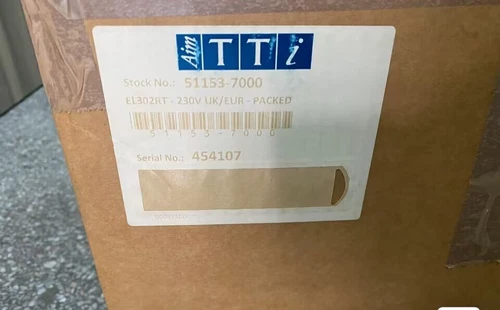 Aim TTi
Stock No.: 51153-7000
EL302RT - 230V UK/EUR - PACKED
51153-7000
Serial No.: 454107